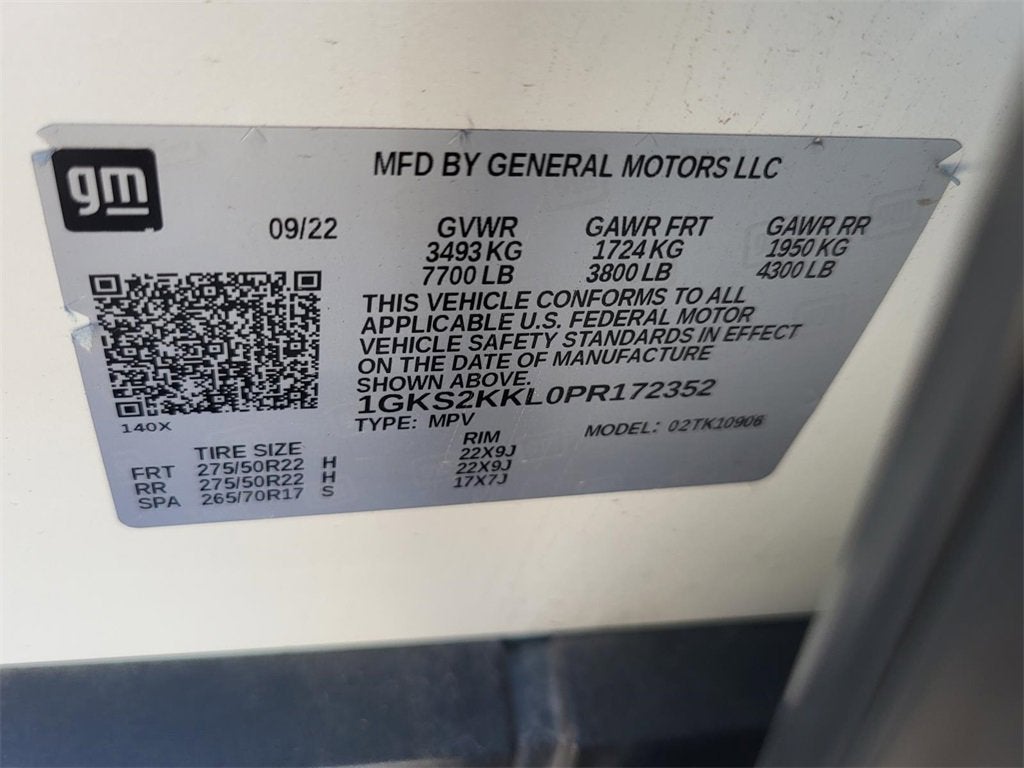 gm
MFD BY GENERAL MOTORS LLC
09/22 GVWR GAWR FRT GAWR RR
3493 KG 1724 KG 1950 KG
7700 LB 3800 LB 4300 LB
THIS VEHICLE CONFORMS TO ALL
APPLICABLE U.S. FEDERAL MOTOR
VEHICLE SAFETY STANDARDS IN EFFECT
ON THE DATE OF MANUFACTURE
SHOWN ABOVE.
1GKS2KKL0PR172352
140X
TYPE: MPV MODEL: 02TK10906
TIRE SIZE RIM
FRT 275/50R22 H 22X9J
RR 275/50R22 H 22X9J
SPA 265/70R17 S 17X7J